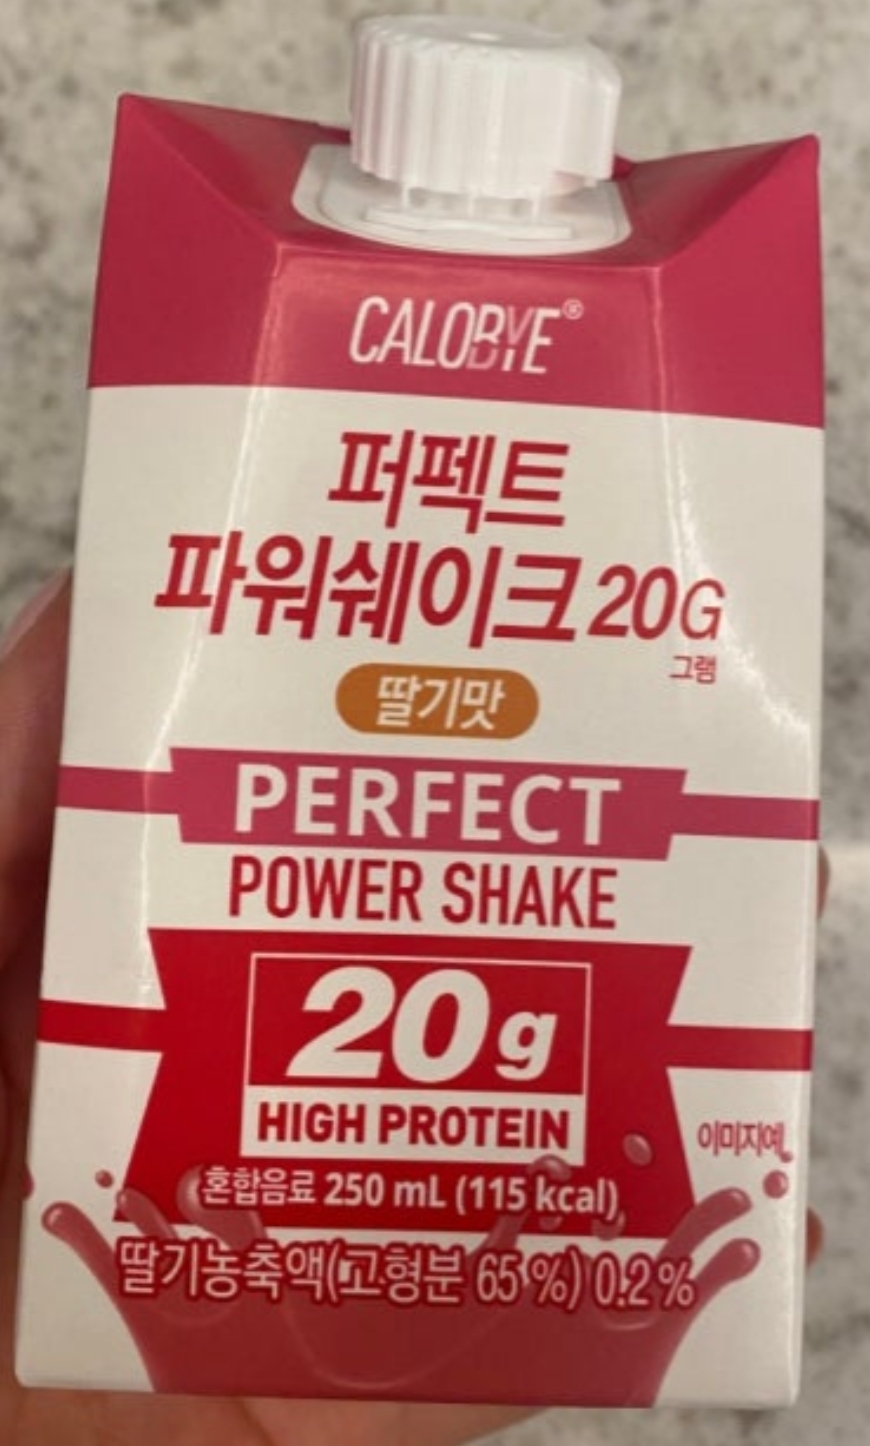 CALOBYE®
퍼펙트
파워쉐이크 20G
그램
딸기맛
PERFECT
POWER SHAKE
20g
HIGH PROTEIN
이미지예
혼합음료 250 mL (115 kcal)
딸기농축액(고형분 65 %) 0.2 %